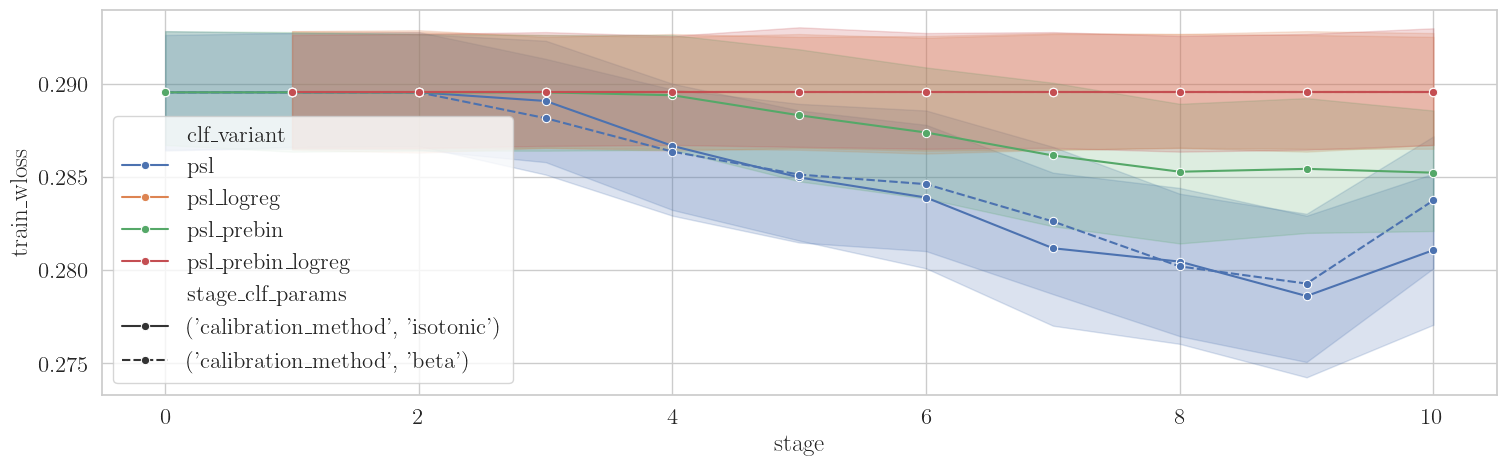 train_wloss
0.290
0.285
0.280
0.275
clf_variant
psl
psl_logreg
psl_prebin
psl_prebin_logreg
stage_clf_params
('calibration_method', 'isotonic')
('calibration_method', 'beta')
0 2 4 6 8 10
stage